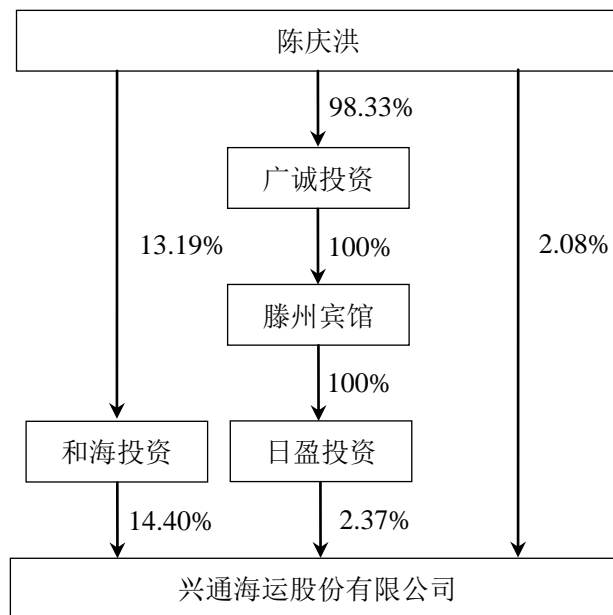 陈庆洪
98.33%
广诚投资
13.19%
100%
2.08%
滕州宾馆
100%
和海投资
日盈投资
14.40%
2.37%
兴通海运股份有限公司